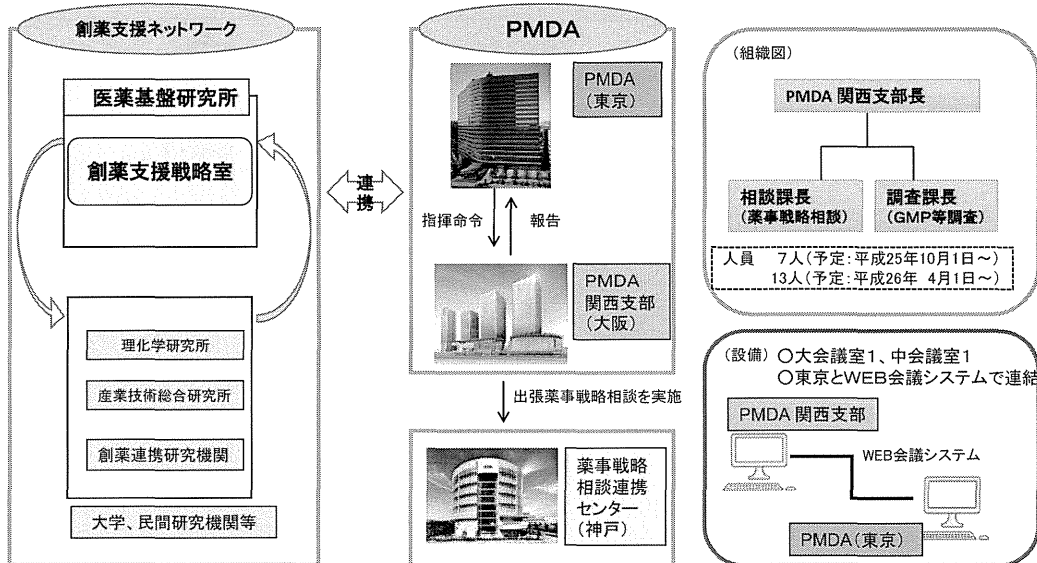 創薬支援ネットワーク
医薬基盤研究所
創薬支援戦略室
理化学研究所
産業技術総合研究所
創薬連携研究機関
大学、民間研究機関等
連
携
PMDA
PMDA
(東京)
指揮命令
報告
PMDA
関西支部
(大阪)
出張薬事戦略相談を実施
薬事戦略
相談連携
センター
(神戸)
(組織図)
PMDA 関西支部長
相談課長
(薬事戦略相談)
調査課長
(GMP等調査)
人員 7人(予定:平成25年10月1日~)
13人(予定:平成26年 4月1日~)
(設備) ○大会議室1、中会議室1
○東京とWEB会議システムで連結
PMDA 関西支部
WEB会議システム
PMDA(東京)